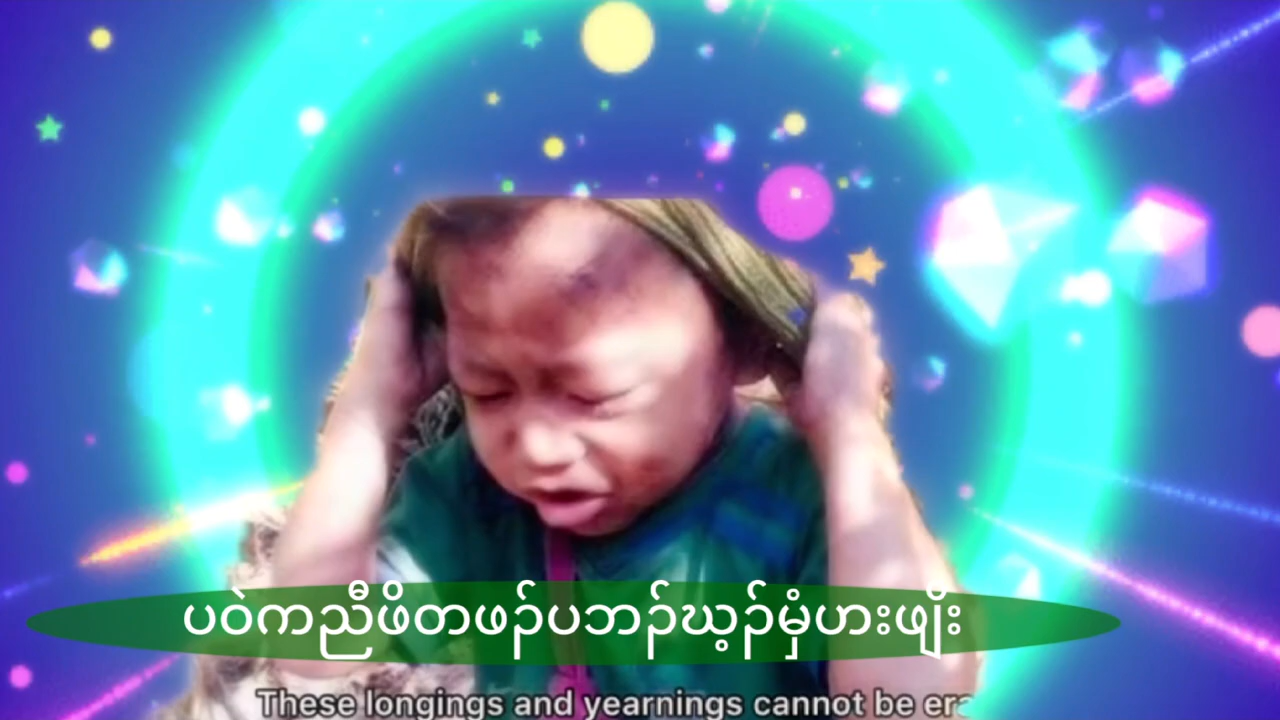 ပဝဲကညီဖိတဖၣ်ပဘၣ်ဃ့ၣ်မှံဟးဖျိး
These longings and yearnings cannot be